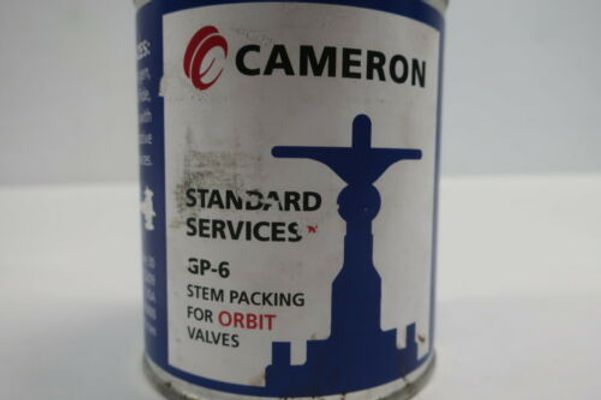 CAMERON
STANDARD
SERVICES
GP-6
STEM PACKING
FOR ORBIT
VALVES